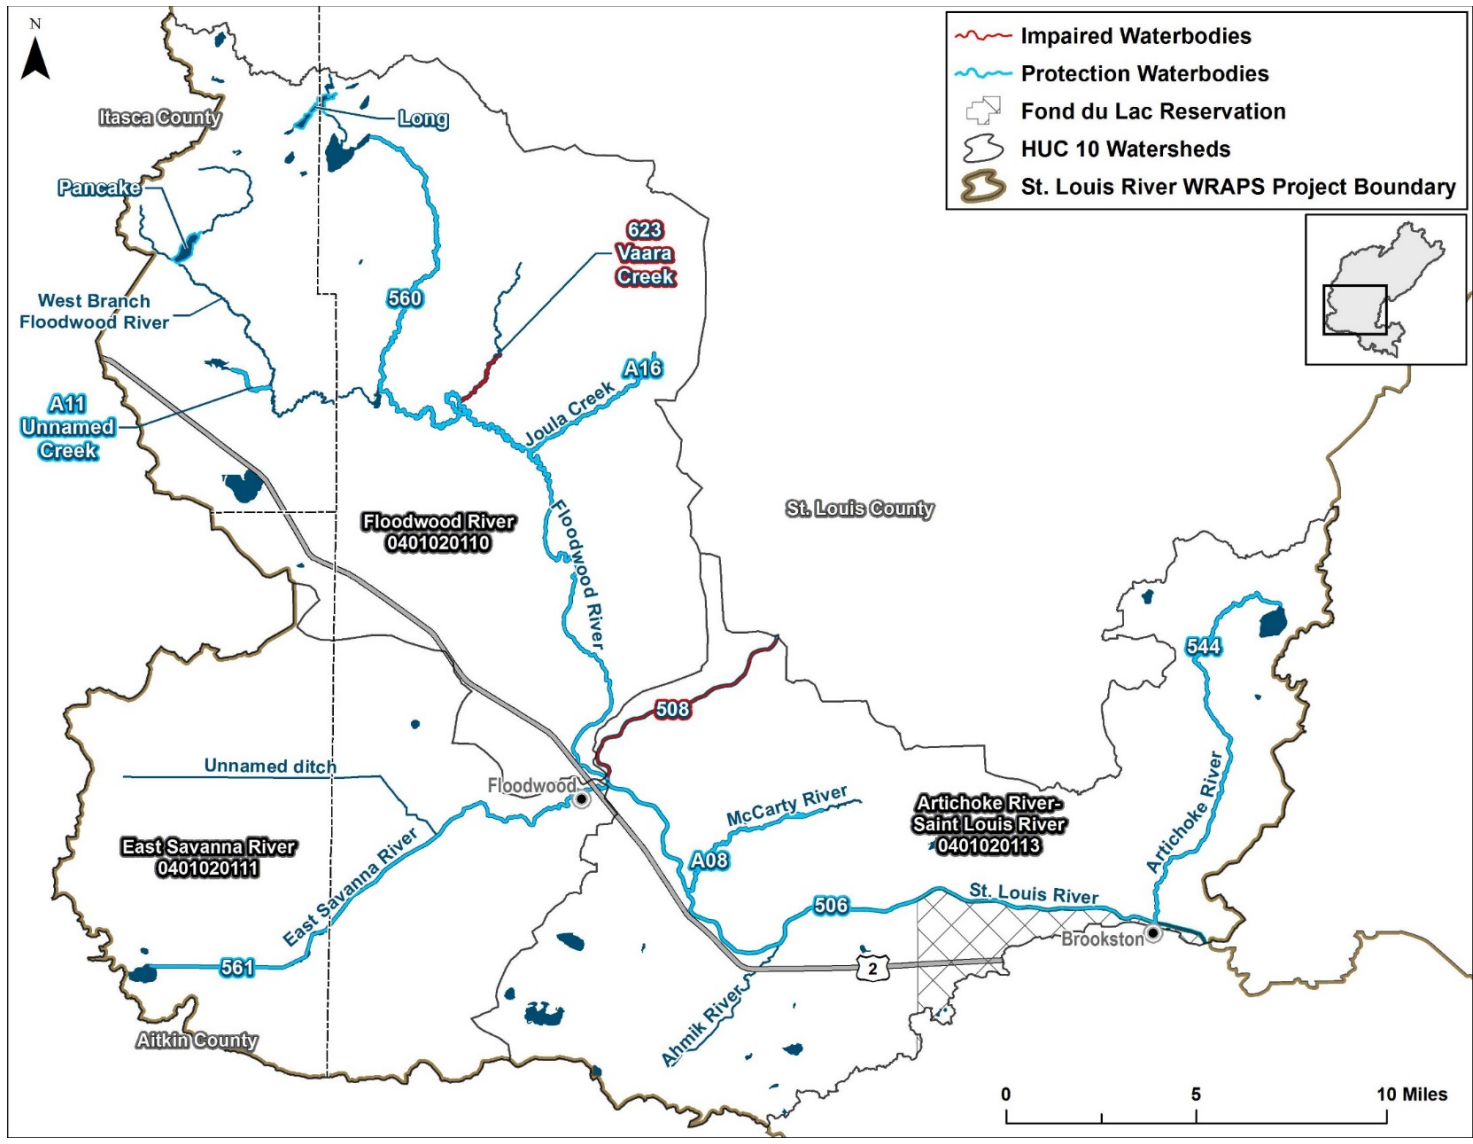 N
Impaired Waterbodies
Protection Waterbodies
Fond du Lac Reservation
HUC 10 Watersheds
St. Louis River WRAPS Project Boundary
Itasca County
Long
Pancake
623
Vaara
Creek
West Branch
Floodwood River
560
A16
Joula Creek
A11
Unnamed
Creek
Floodwood River
0401020110
St. Louis County
Floodwood River
544
508
Unnamed ditch
Floodwood
McCarty River
Artichoke River-
Saint Louis River
0401020113
Artichoke River
East Savanna River
0401020111
East Savanna River
A08
506
St. Louis River
Brookston
561
2
Ahmik River
Aitkin County
0 5 10 Miles